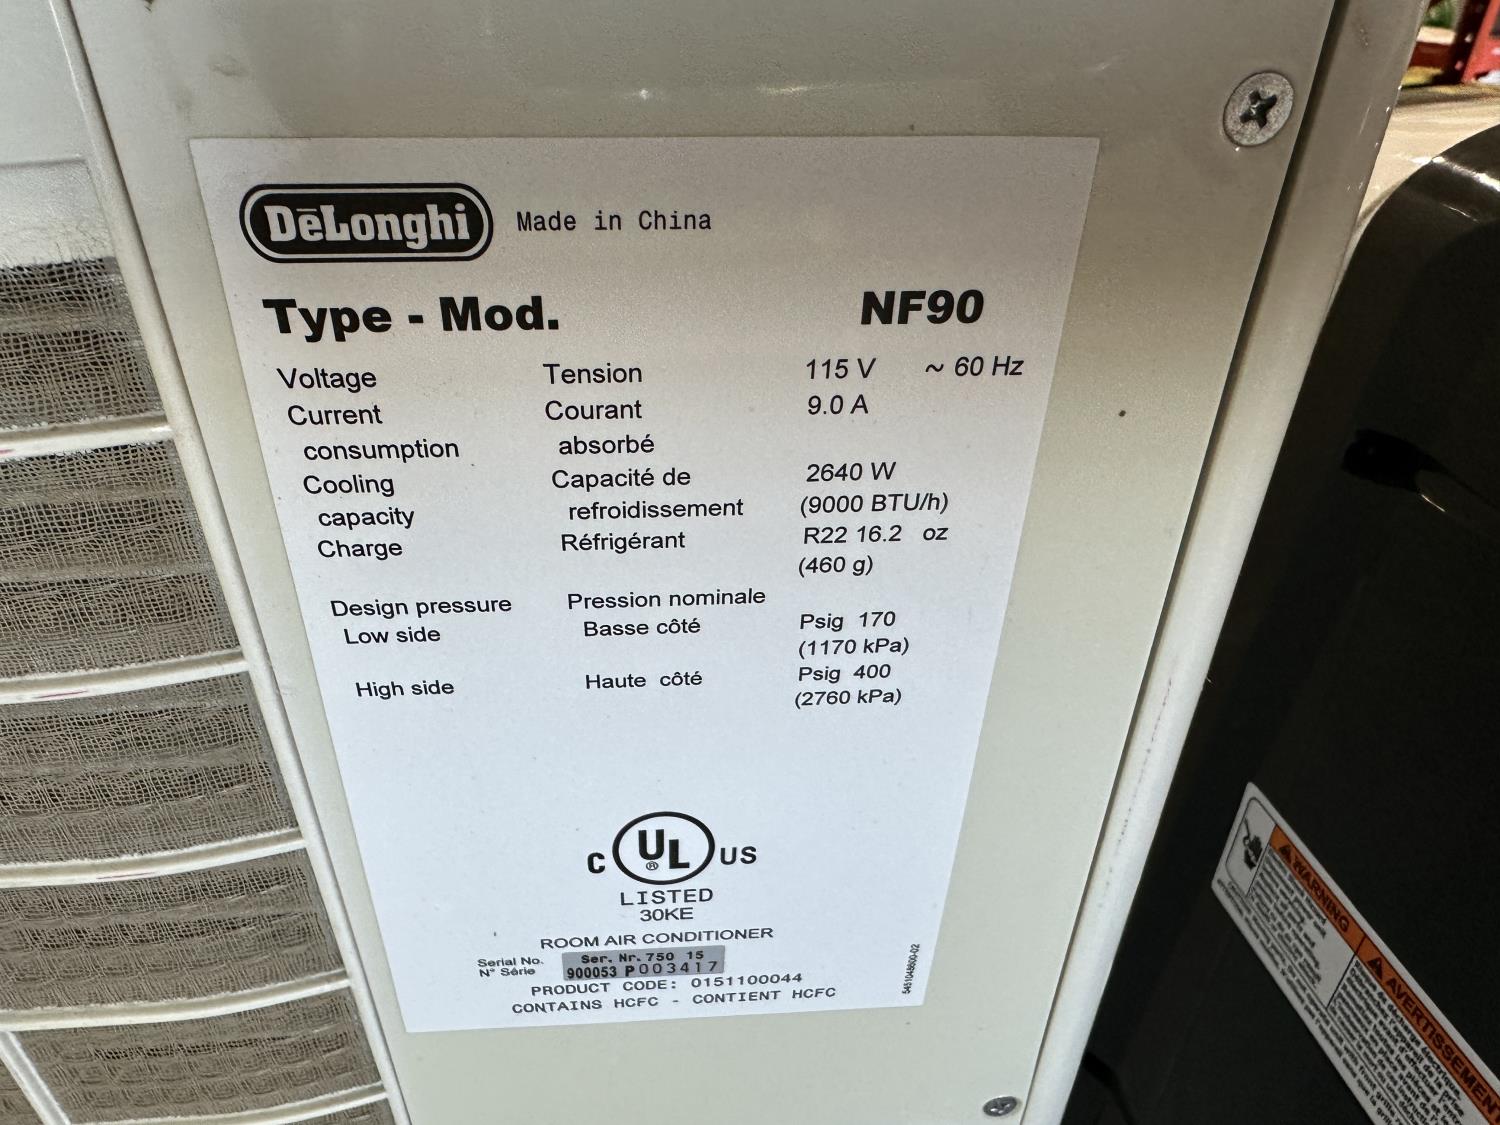 DēLonghi Made in China
Type - Mod. NF90
Voltage Tension 115 V ~ 60 Hz
Current Courant 9.0 A
consumption absorbé
Cooling Capacité de 2640 W
capacity refroidissement (9000 BTU/h)
Charge Réfrigérant R22 16.2 oz
(460 g)
Design pressure Pression nominale
Low side Basse côté Psig 170
(1170 kPa)
High side Haute côté Psig 400
(2760 kPa)
C UL® US
LISTED
30KE
ROOM AIR CONDITIONER
Serial No. Ser. Nr. 750 15
N° Série 900053 P003417
PRODUCT CODE: 0151100044
CONTAINS HCFC - CONTIENT HCFC
5451048600-02
WARNING
AVERTISSEMENT